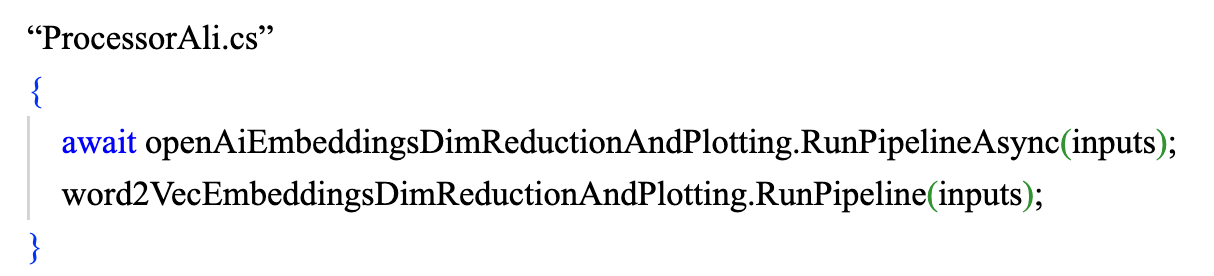 “ProcessorAli.cs”
{
await openAiEmbeddingsDimReductionAndPlotting.RunPipelineAsync(inputs);
word2VecEmbeddingsDimReductionAndPlotting.RunPipeline(inputs);
}